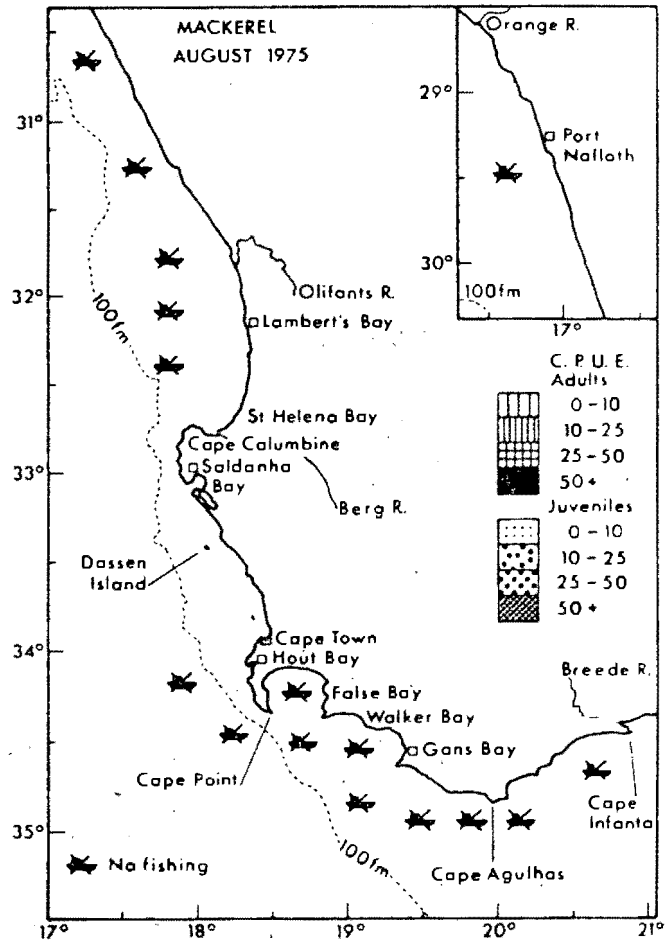 MACKEREL
AUGUST 1975
Orange R.
29°
Port
Nafloth
30°
100fm
17°
31°
32°
33°
34°
35°
100fm
Olifants R.
Lambert's Bay
St Helena Bay
Cape Calumbine
Saldanha
Bay
Berg R.
Dassen
Island
Cape Town
Hout Bay
False Bay
Walker Bay
Gans Bay
Breede R.
Cape Point
Cape
Infanta
Cape Agulhas
100fm
Na fishing
C. P. U. E.
Adults
0-10
10-25
25-50
50+
Juveniles
0-10
10-25
25-50
50+
17°
18°
19°
20°
21°